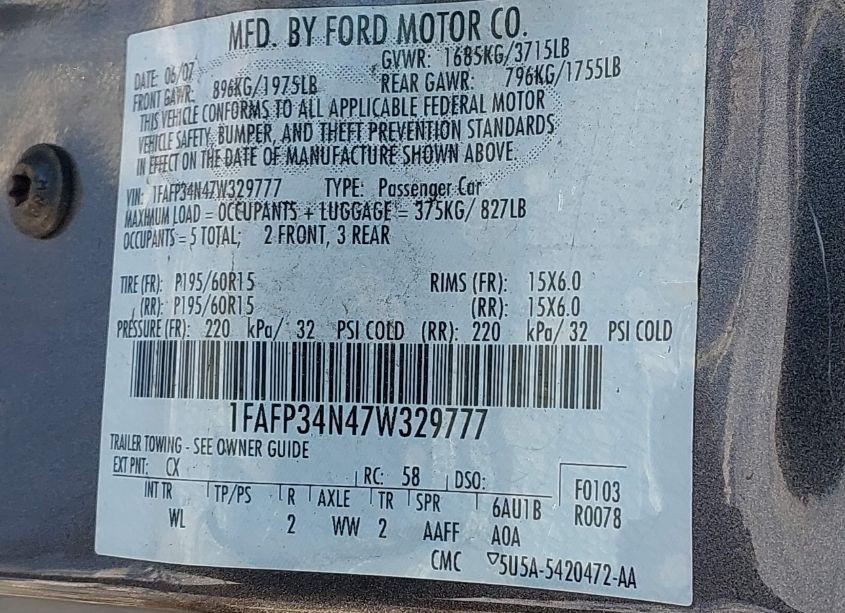 MFD. BY FORD MOTOR CO.
DATE: 06/07 GVWR: 1685KG/3715LB
FRONT GAWR: 896KG/1975LB REAR GAWR: 796KG/1755LB
THIS VEHICLE CONFORMS TO ALL APPLICABLE FEDERAL MOTOR
VEHICLE SAFETY, BUMPER, AND THEFT PREVENTION STANDARDS
IN EFFECT ON THE DATE OF MANUFACTURE SHOWN ABOVE.
VIN: 1FAFP34N47W329777 TYPE: Passenger Car
MAXIMUM LOAD = OCCUPANTS + LUGGAGE = 375KG/ 827LB
OCCUPANTS = 5 TOTAL; 2 FRONT, 3 REAR
TIRE (FR): P195/60R15 RIMS (FR): 15X6.0
(RR): P195/60R15 (RR): 15X6.0
PRESSURE (FR): 220 kPa/ 32 PSI COLD (RR): 220 kPa/ 32 PSI COLD
1FAFP34N47W329777
TRAILER TOWING - SEE OWNER GUIDE
EXT PNT: CX RC: 58 DSO: F0103
INT TR TP/PS R AXLE TR SPR 6AU1B R0078
WL 2 WW 2 AAFF A0A
CMC ▽5U5A-5420472-AA